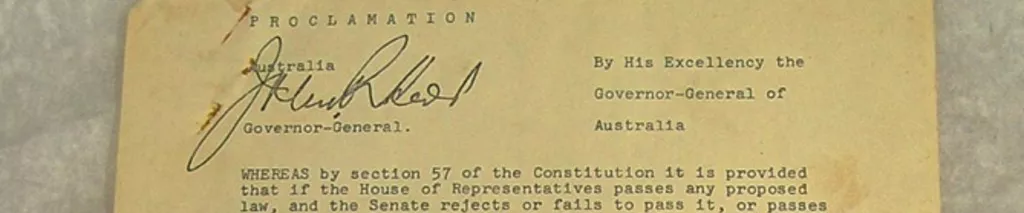 PROCLAMATION
Australia
By His Excellency the
Governor-General of
Governor-General.
Australia
WHEREAS by section 57 of the Constitution it is provided
that if the House of Representatives passes any proposed
law, and the Senate rejects or fails to pass it, or passes